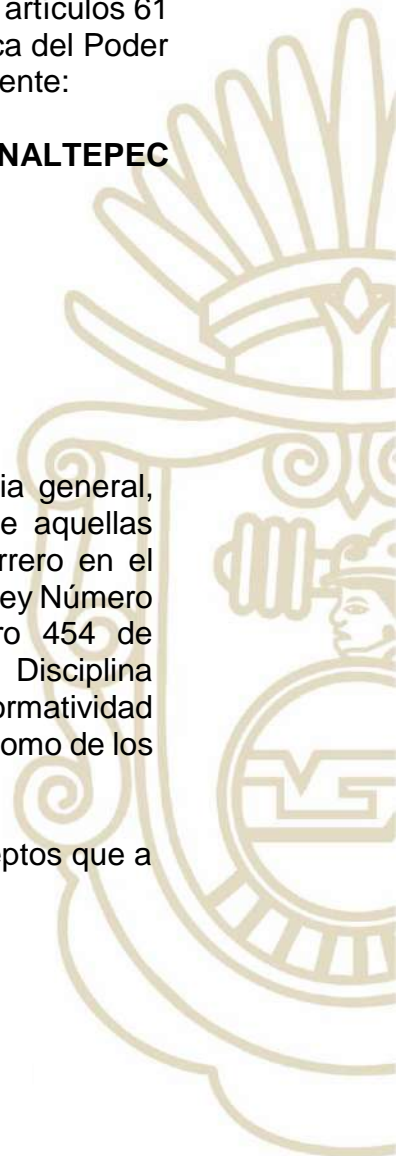 artículos 61
ca del Poder
ente:
NALTEPEC
ia general,
e aquellas
rrero en el
ey Número
ro 454 de
Disciplina
ormatividad
omo de los
eptos que a